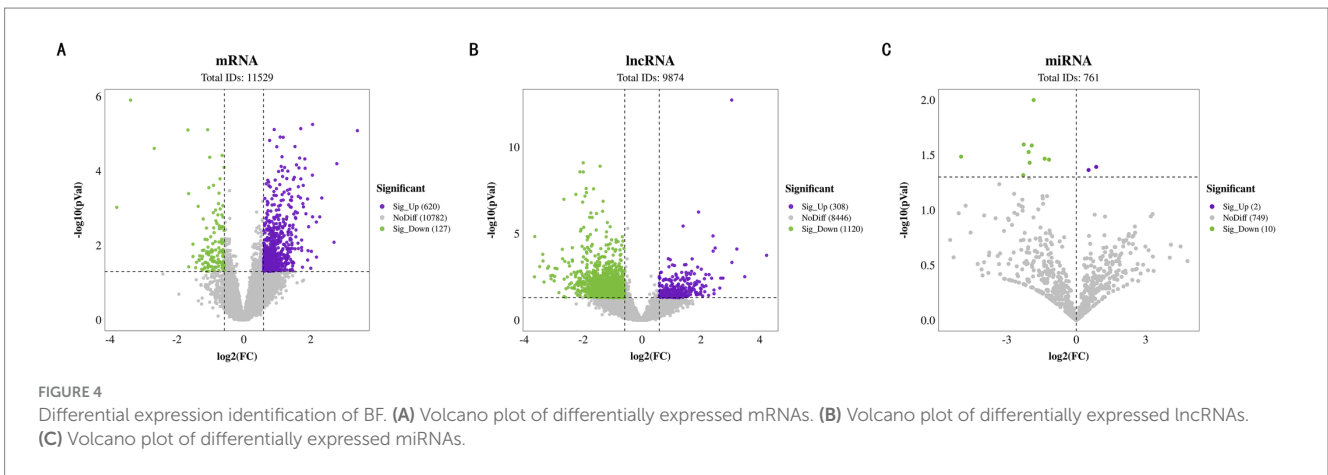 A
mRNA
Total IDs: 11529
-log10(pVal)
6
4
2
0
-4
-2
0
2
log2(FC)
Significant
Sig_Up (620)
NoDiff (10782)
Sig_Down (127)
B
lncRNA
Total IDs: 9874
-log10(pVal)
10
5
0
-4
-2
0
2
4
log2(FC)
Significant
Sig_Up (308)
NoDiff (8446)
Sig_Down (1120)
C
miRNA
Total IDs: 761
-log10(pVal)
2.0
1.5
1.0
0.5
0.0
-3
0
3
log2(FC)
Significant
Sig_Up (2)
NoDiff (749)
Sig_Down (10)
FIGURE 4
Differential expression identification of BF. (A) Volcano plot of differentially expressed mRNAs. (B) Volcano plot of differentially expressed lncRNAs.
(C) Volcano plot of differentially expressed miRNAs.